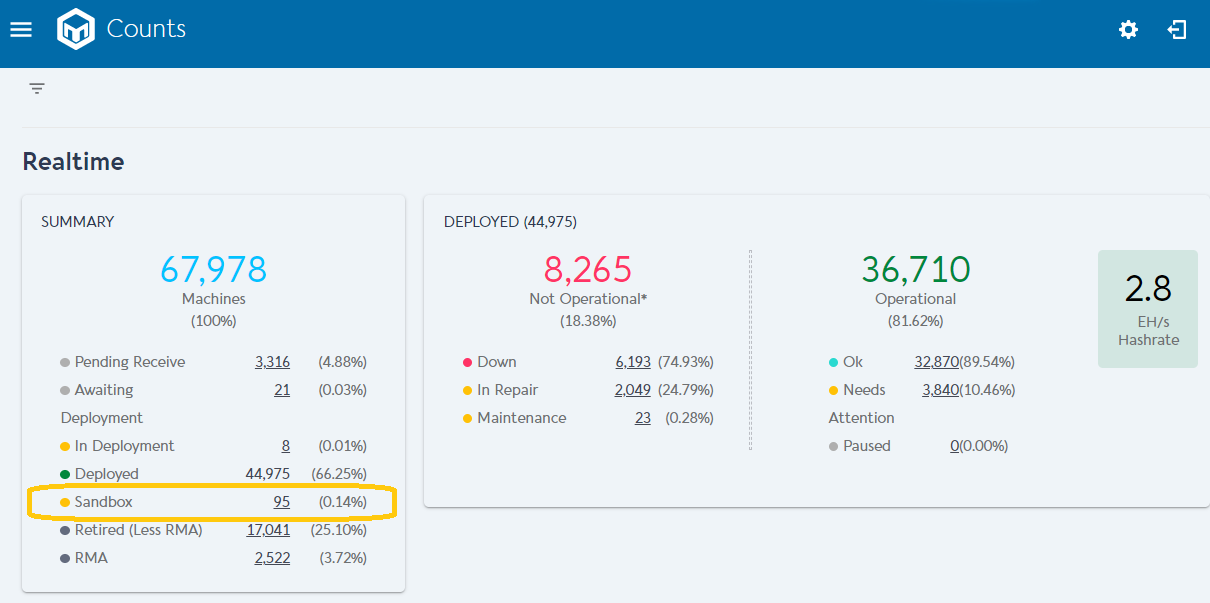 Counts
Realtime
SUMMARY
67,978
Machines
(100%)
Pending Receive 3,316 (4.88%)
Awaiting 21 (0.03%)
Deployment
In Deployment 8 (0.01%)
Deployed 44,975 (66.25%)
Sandbox 95 (0.14%)
Retired (Less RMA) 17,041 (25.10%)
RMA 2,522 (3.72%)
DEPLOYED (44,975)
8,265
Not Operational*
(18.38%)
Down 6,193 (74.93%)
In Repair 2,049 (24.79%)
Maintenance 23 (0.28%)
36,710
Operational
(81.62%)
Ok 32,870(89.54%)
Needs 3,840(10.46%)
Attention
Paused 0(0.00%)
2.8
EH/s
Hashrate